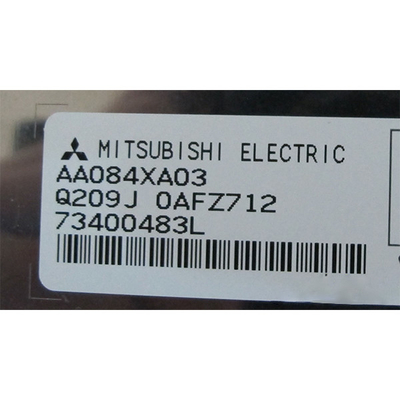 MITSUBISHI ELECTRIC
AA084XA03
Q209J 0AFZ712
73400483L